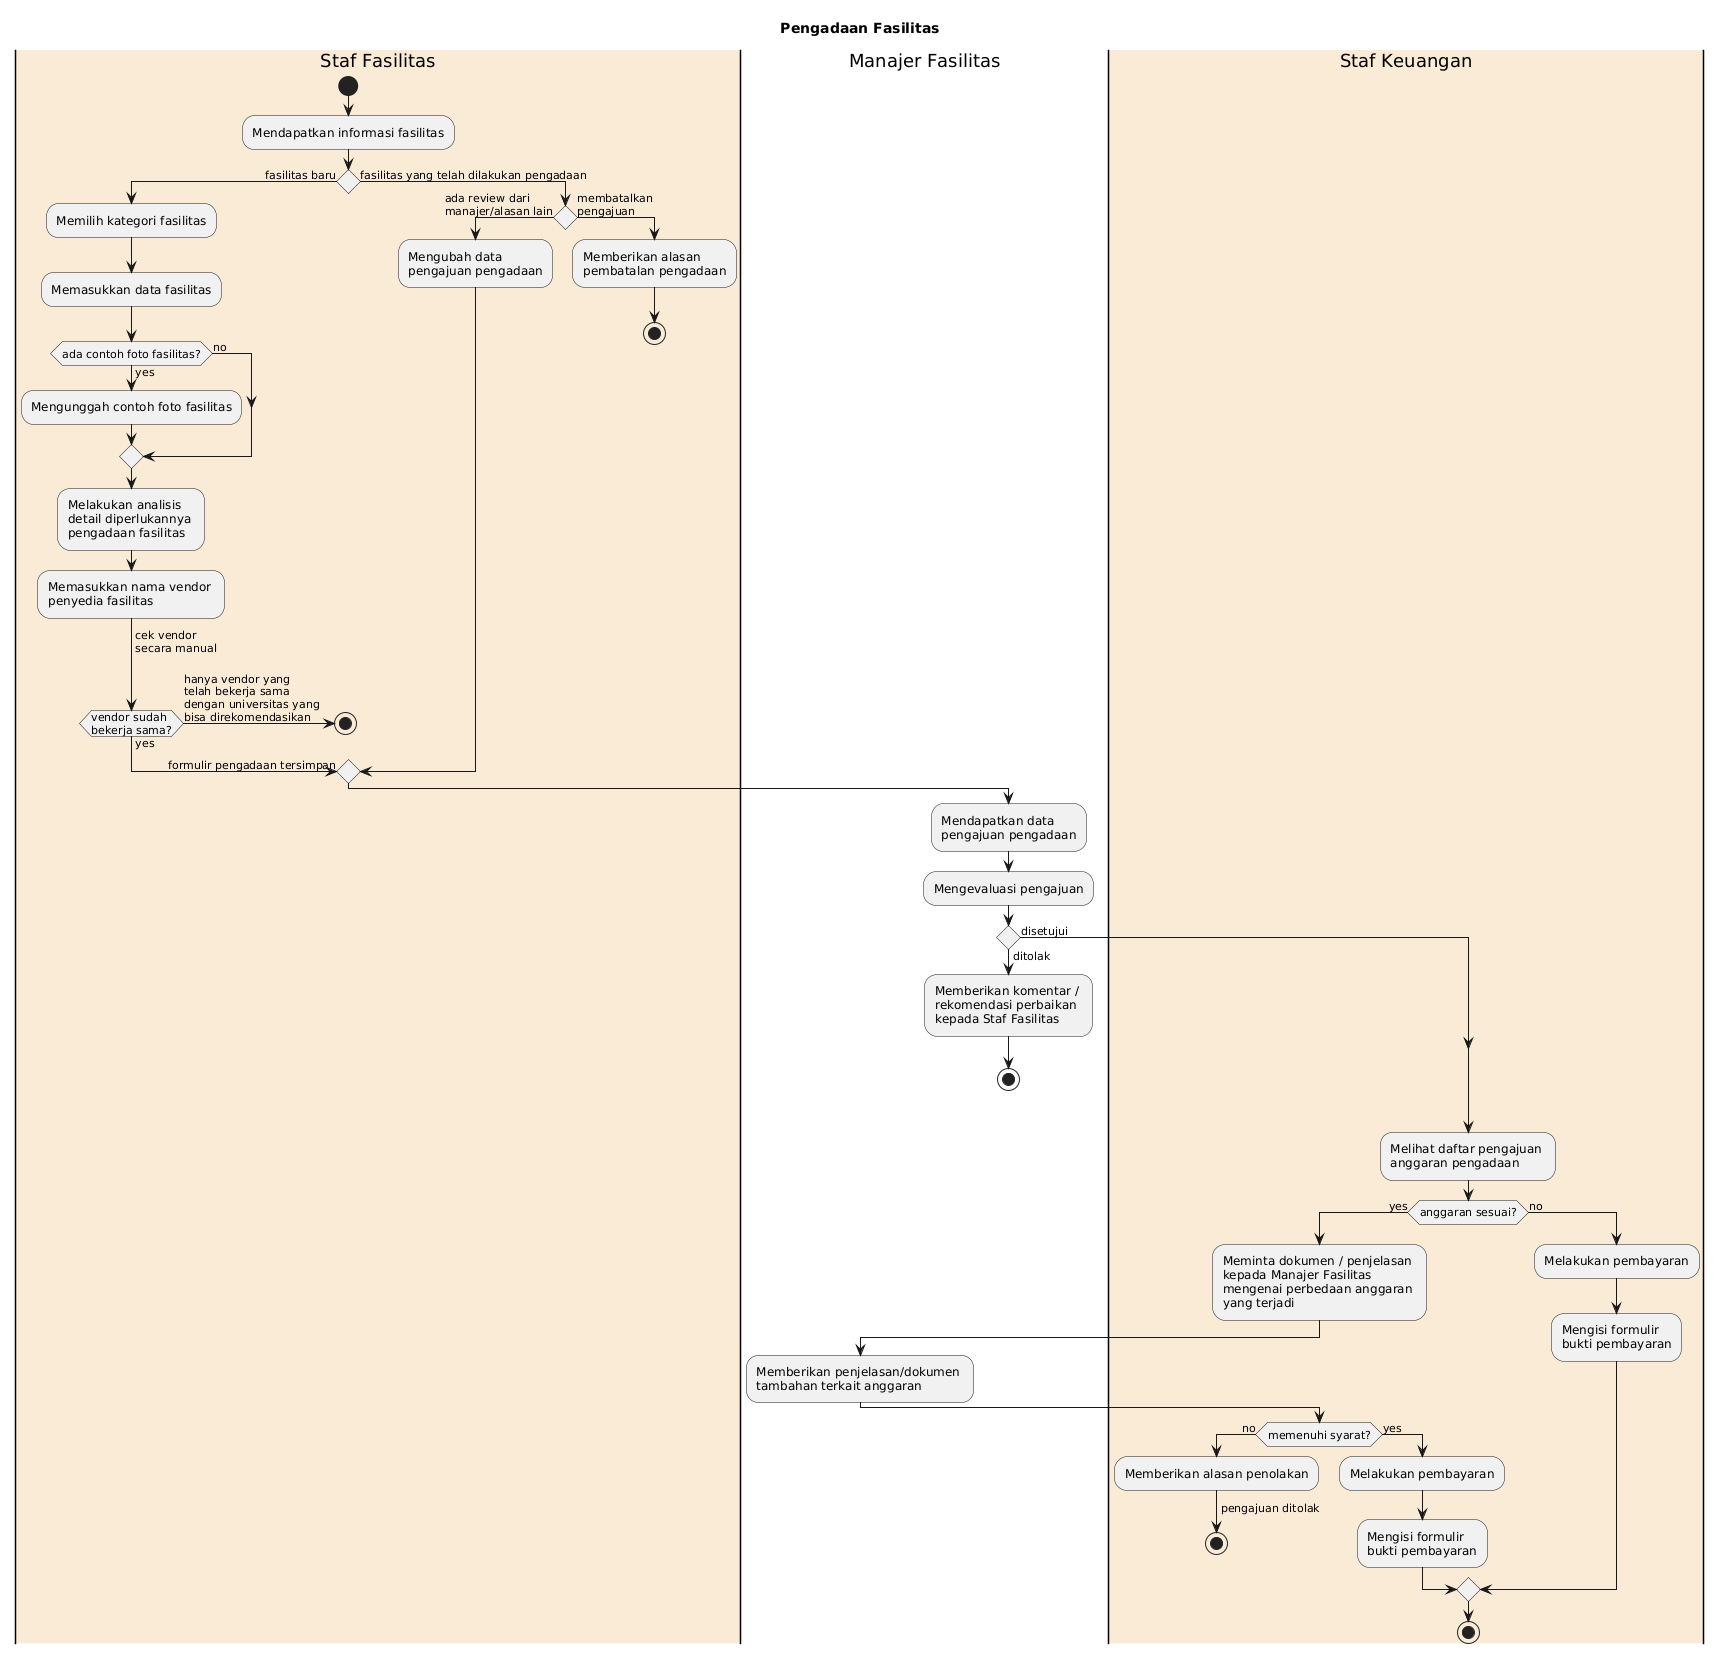 Pengadaan Fasilitas
Staf Fasilitas
Manajer Fasilitas
Staf Keuangan
Mendapatkan informasi fasilitas
fasilitas baru
fasilitas yang telah dilakukan pengadaan
Memilih kategori fasilitas
Memasukkan data fasilitas
ada contoh foto fasilitas?
no
yes
Mengunggah contoh foto fasilitas
Melakukan analisis
detail diperlukannya
pengadaan fasilitas
Memasukkan nama vendor
penyedia fasilitas
cek vendor
secara manual
vendor sudah
bekerja sama?
hanya vendor yang
telah bekerja sama
dengan universitas yang
bisa direkomendasikan
yes
formulir pengadaan tersimpan
ada review dari
manajer/alasan lain
membatalkan
pengajuan
Mengubah data
pengajuan pengadaan
Memberikan alasan
pembatalan pengadaan
Mendapatkan data
pengajuan pengadaan
Mengevaluasi pengajuan
disetujui
ditolak
Memberikan komentar /
rekomendasi perbaikan
kepada Staf Fasilitas
Melihat daftar pengajuan
anggaran pengadaan
yes
anggaran sesuai?
no
Meminta dokumen / penjelasan
kepada Manajer Fasilitas
mengenai perbedaan anggaran
yang terjadi
Melakukan pembayaran
Mengisi formulir
bukti pembayaran
Memberikan penjelasan/dokumen
tambahan terkait anggaran
no
memenuhi syarat?
yes
Memberikan alasan penolakan
pengajuan ditolak
Melakukan pembayaran
Mengisi formulir
bukti pembayaran